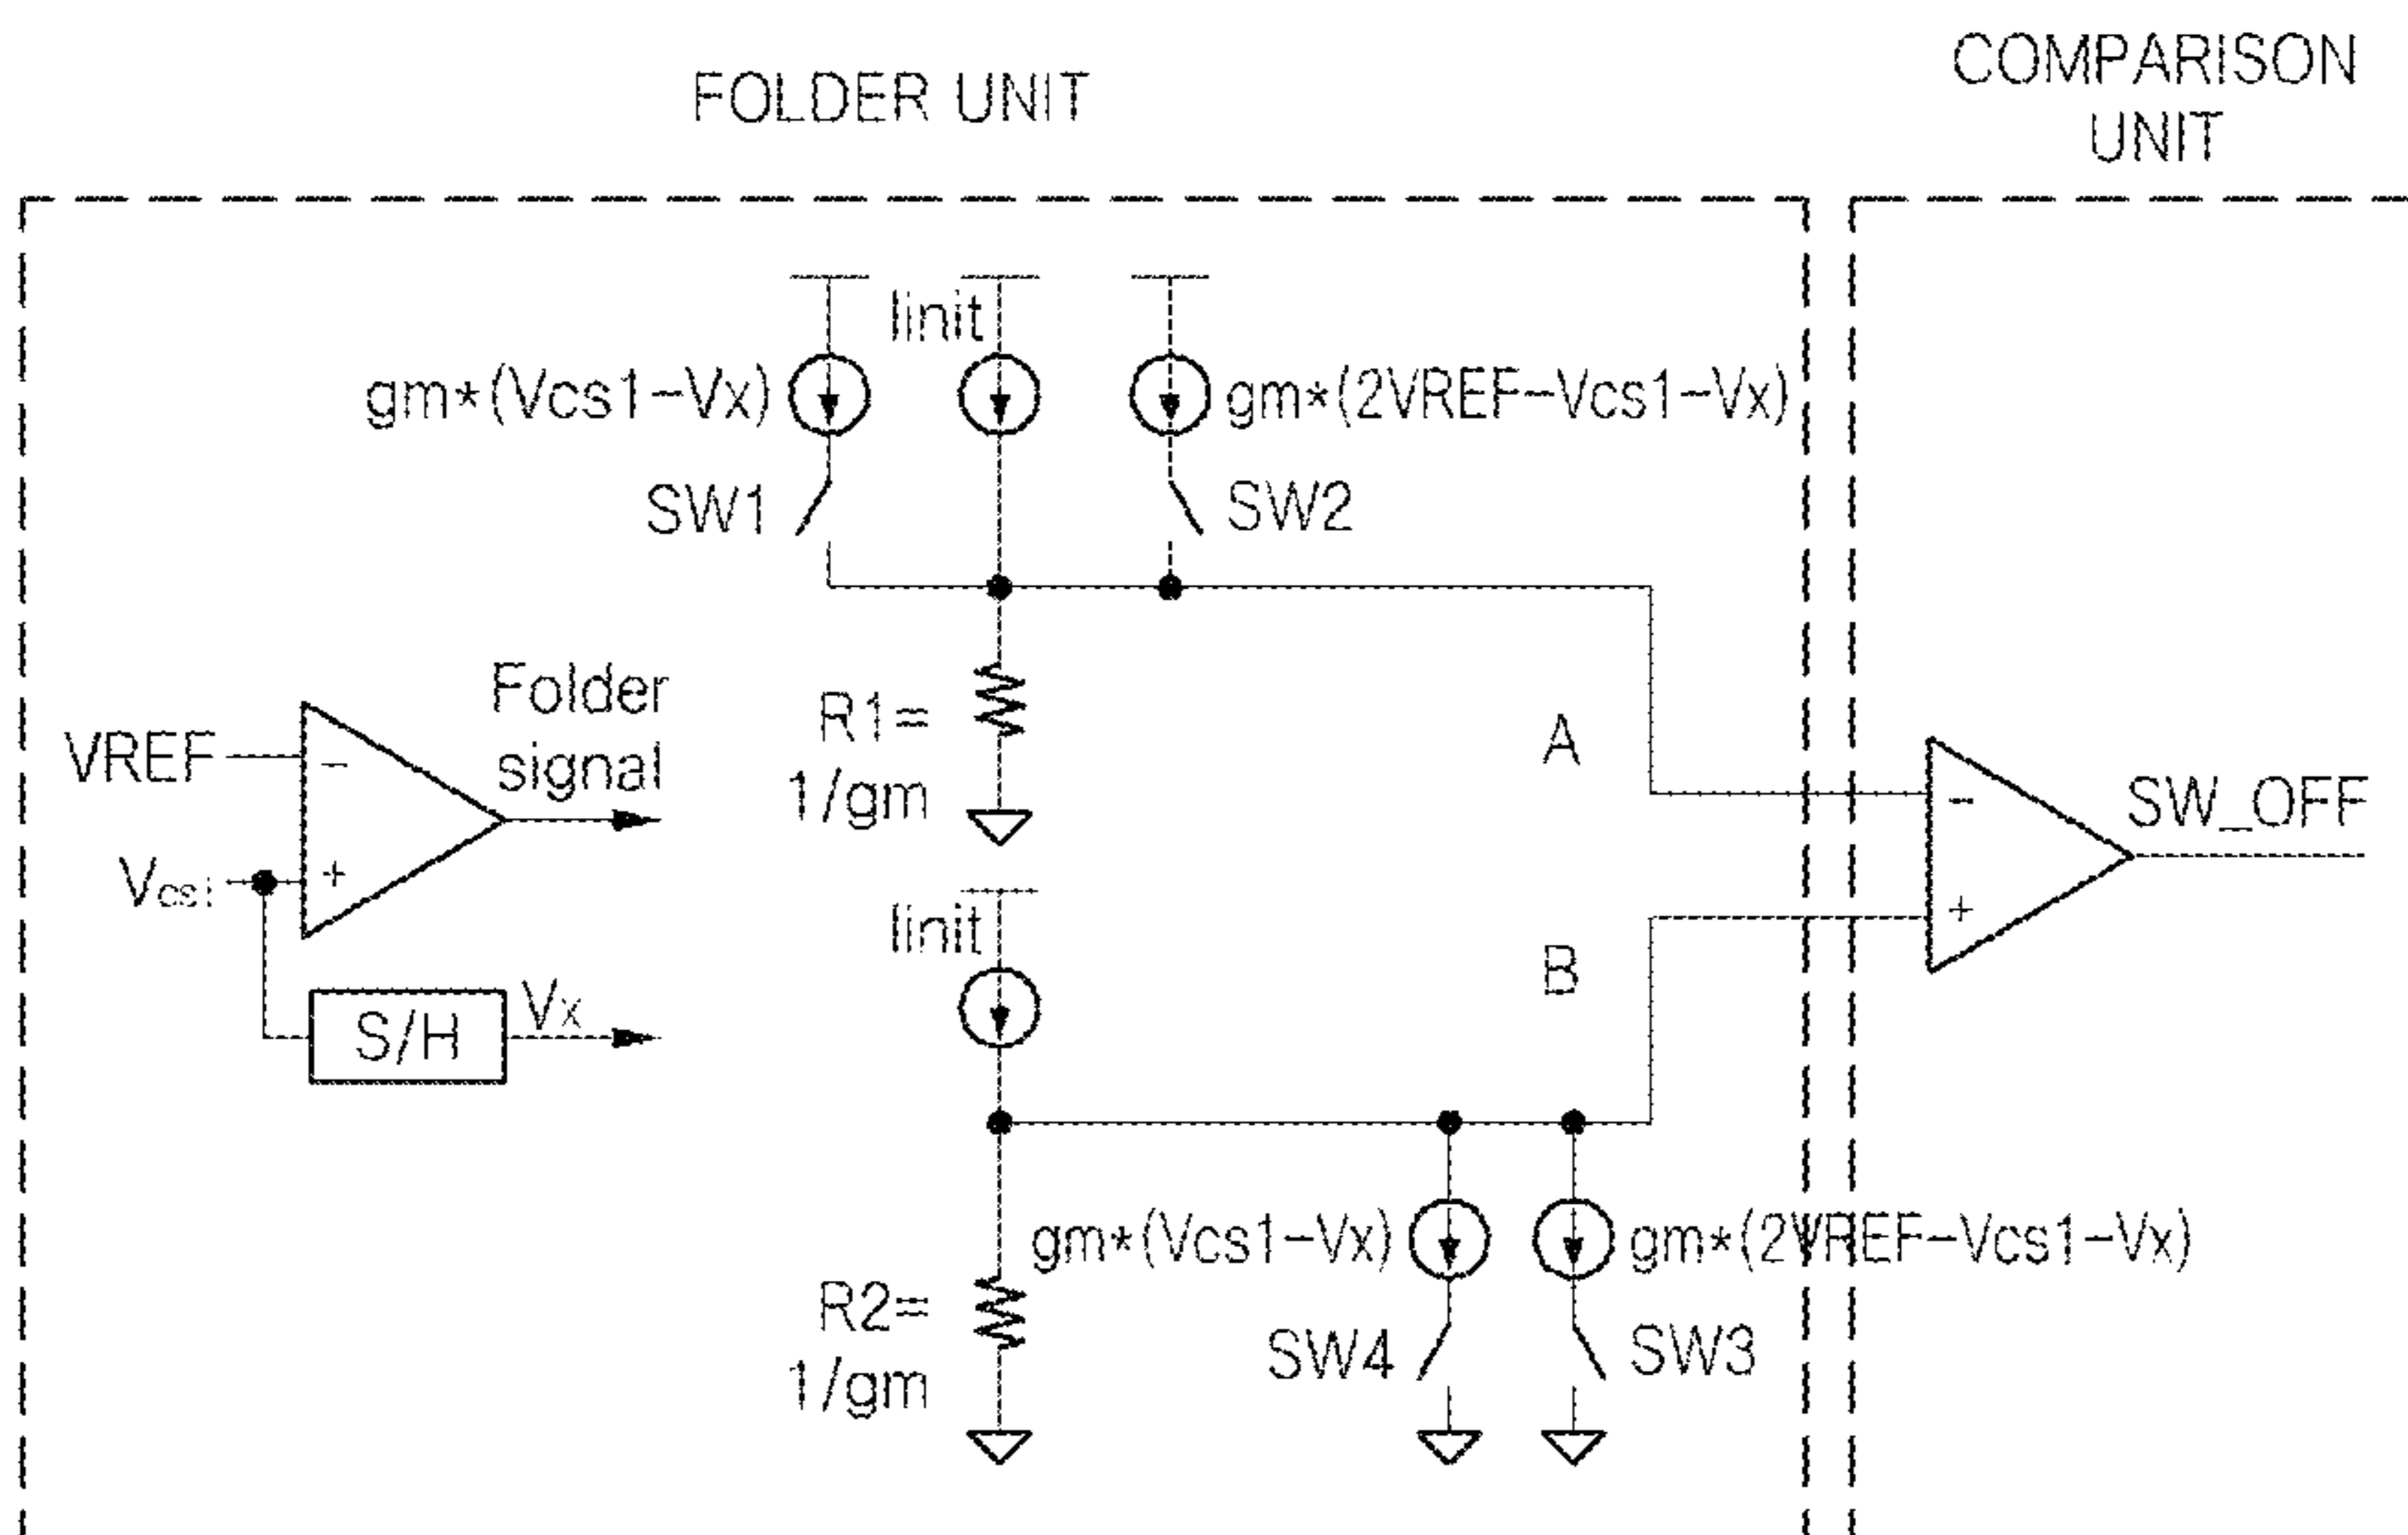 FOLDER UNIT
COMPARISON
UNIT
Iinit
gm*(Vcs1-Vx)
gm*(2VREF-Vcs1-Vx)
SW1
SW2
Folder
signal
VREF
-
R1=
1/gm
A
-
SW_OFF
Vcsi
+
Iinit
B
+
S/H
Vx
gm*(Vcs1-Vx)
gm*(2VREF-Vcs1-Vx)
R2=
1/gm
SW4
SW3